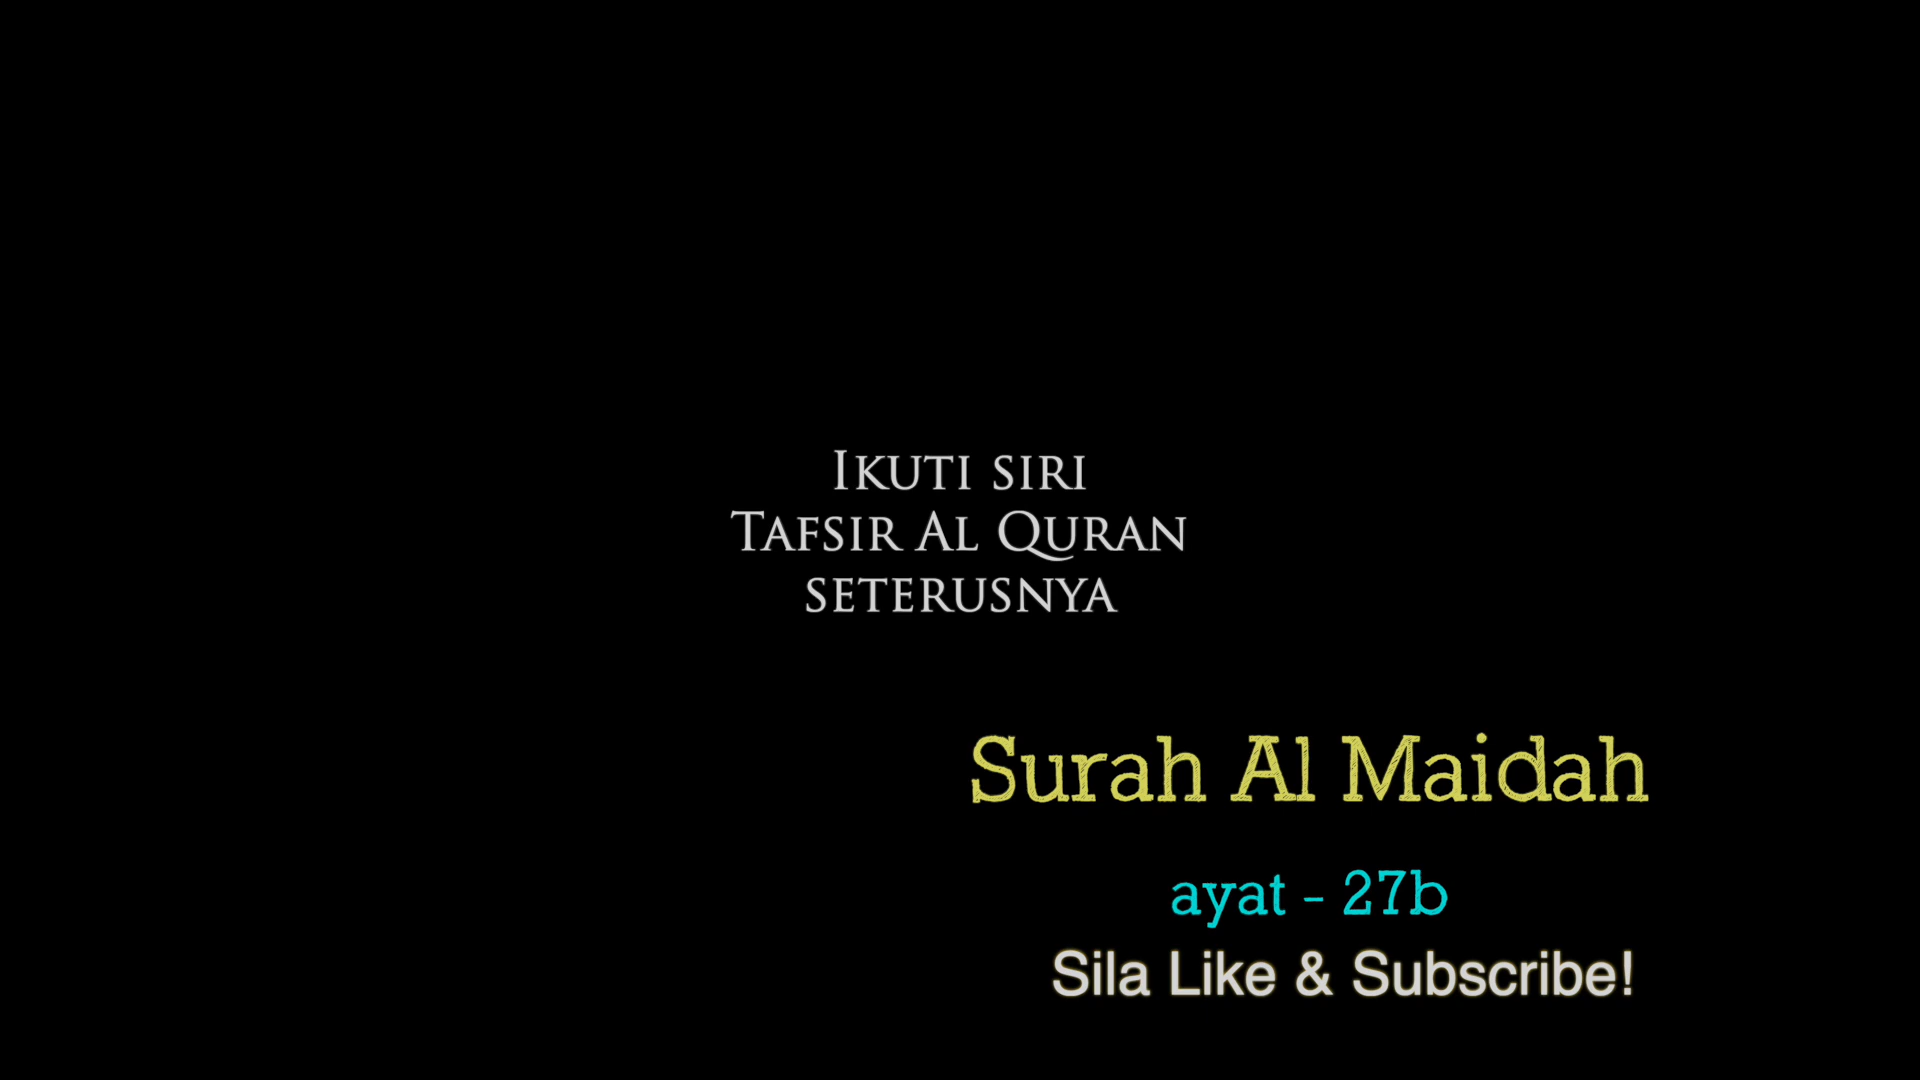 Ikuti siri
Tafsir Al Quran
seterusnya
Surah Al Maidah
ayat - 27b
Sila Like & Subscribe!